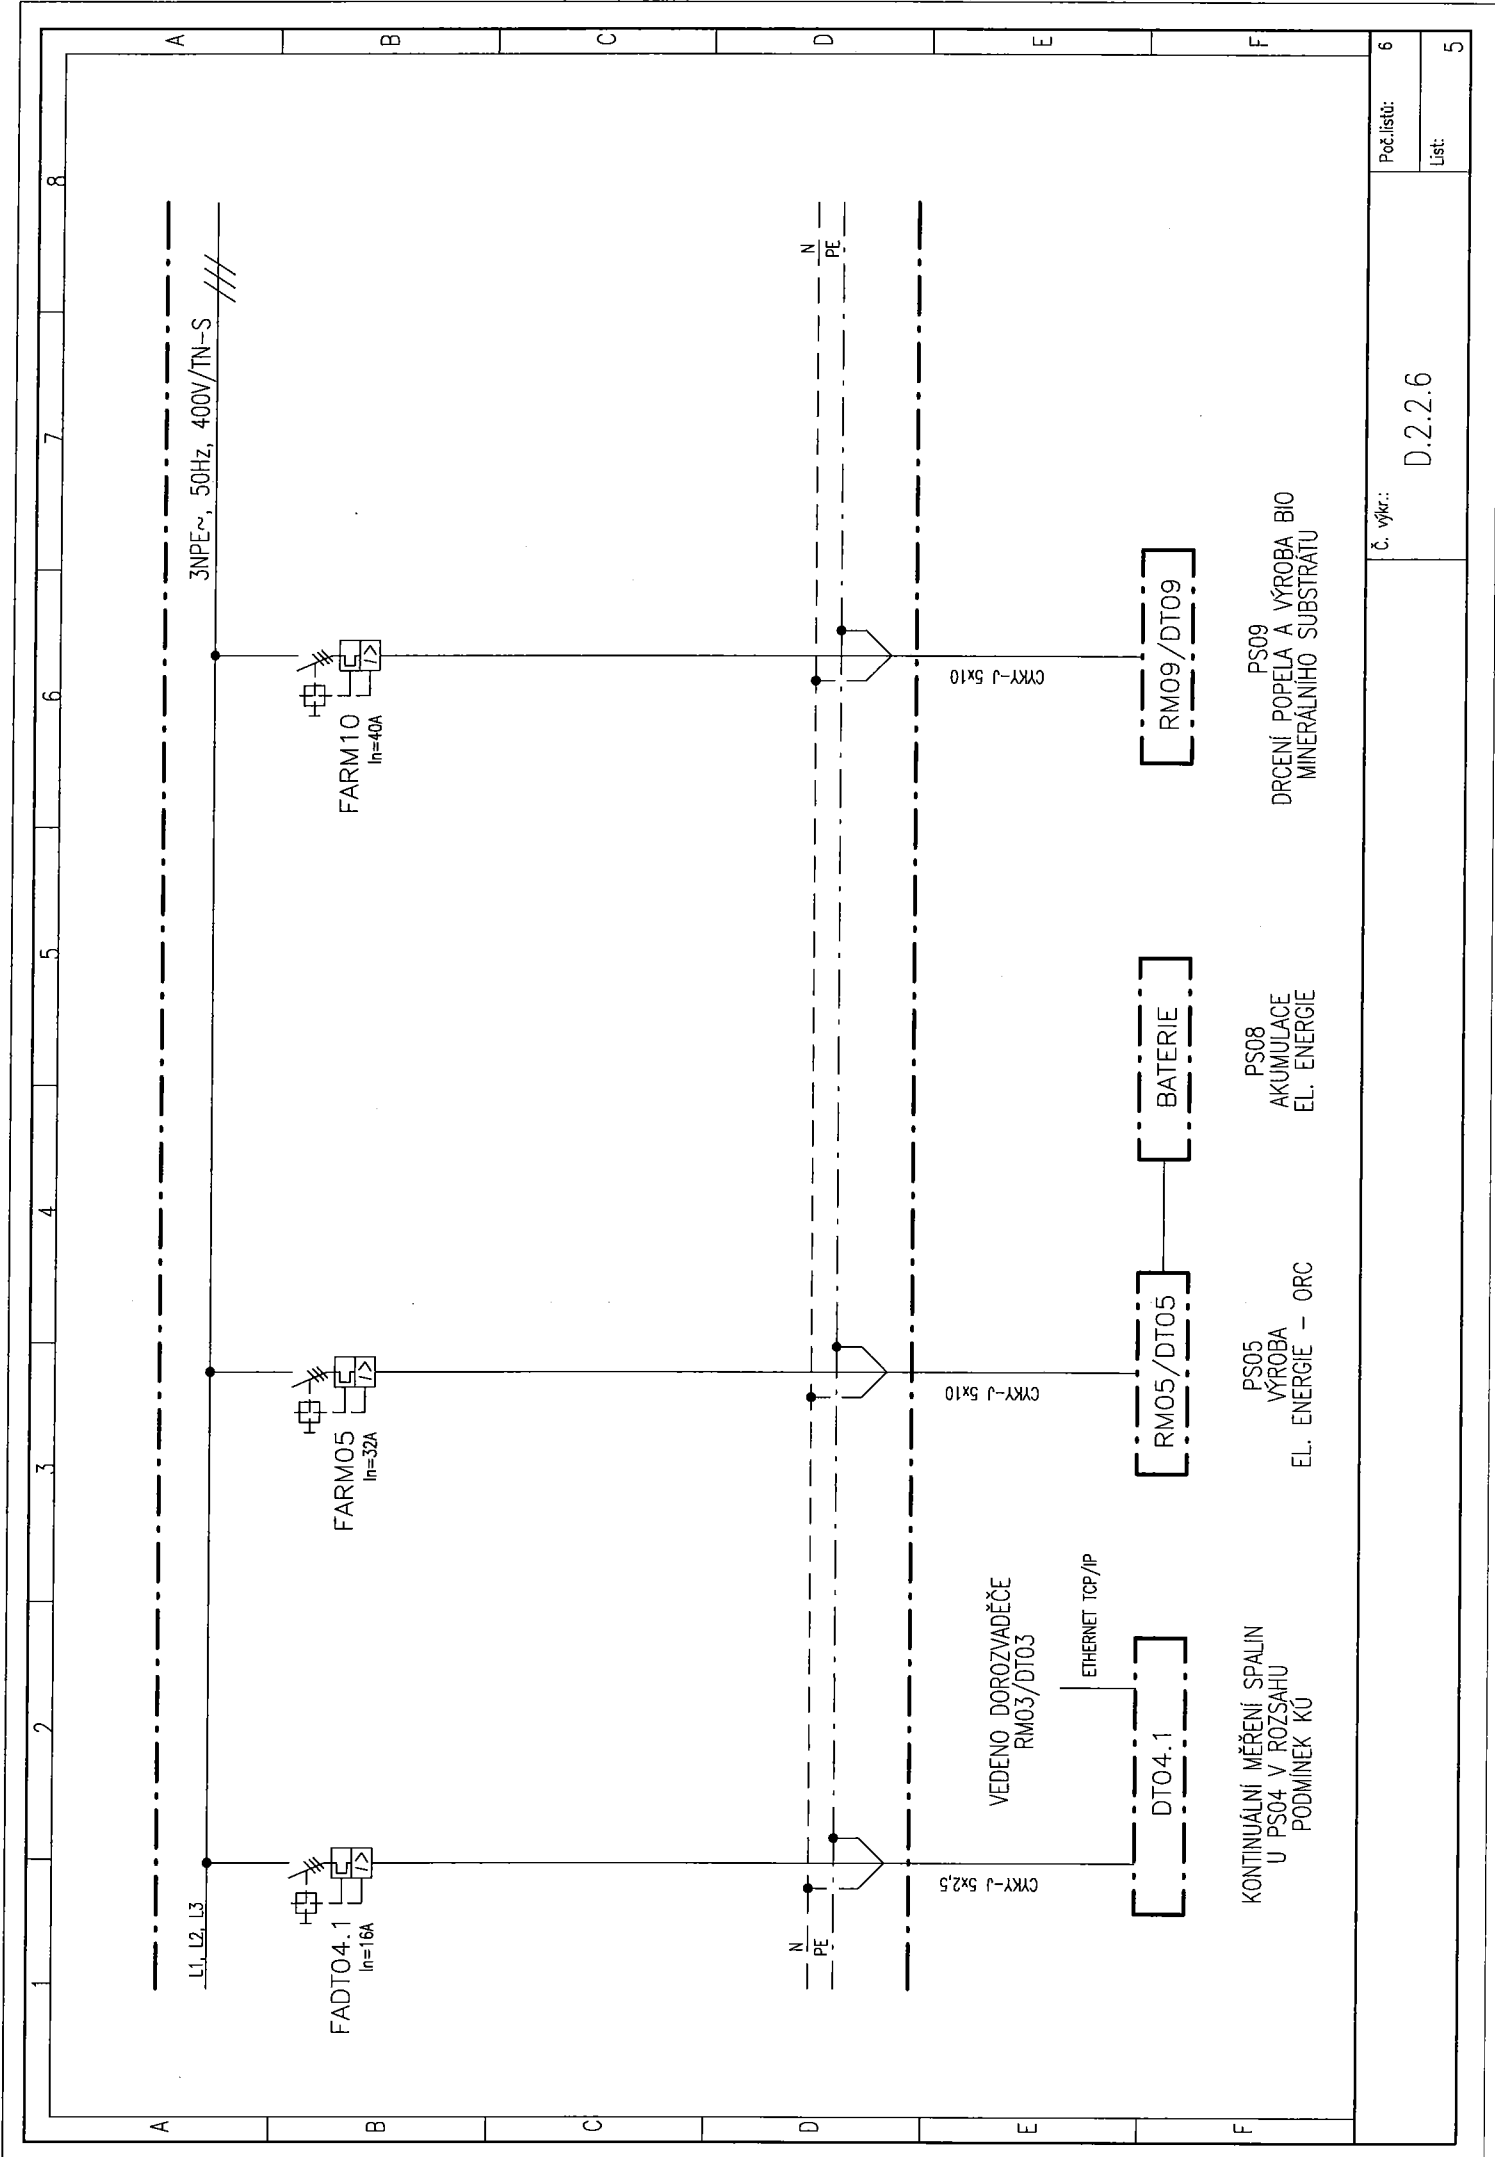 1 2 3 4 5 6 7 8
A A
B B
C C
D D
E E
F F
L1, L2, L3
3NPE~, 50Hz, 400V/TN-S
FADT04.1
In=16A
FARM05
In=32A
FARM10
In=40A
I>
I>
I>
N
PE
N
PE
CYKY-J 5x2,5
CYKY-J 5x10
CYKY-J 5x10
VEDENO DOROZVADĚČE
RM03/DT03
ETHERNET TCP/IP
DT04.1
RM05/DT05
BATERIE
RM09/DT09
KONTINUÁLNÍ MĚŘENÍ SPALIN
U PS04 V ROZSAHU
PODMÍNEK KÚ
PS05
VÝROBA
EL. ENERGIE - ORC
PS08
AKUMULACE
EL. ENERGIE
PS09
DRCENÍ POPELA A VÝROBA BIO
MINERÁLNÍHO SUBSTRÁTU
Č. výkr.:
D.2.2.6
Poč.listů: 6
List: 5